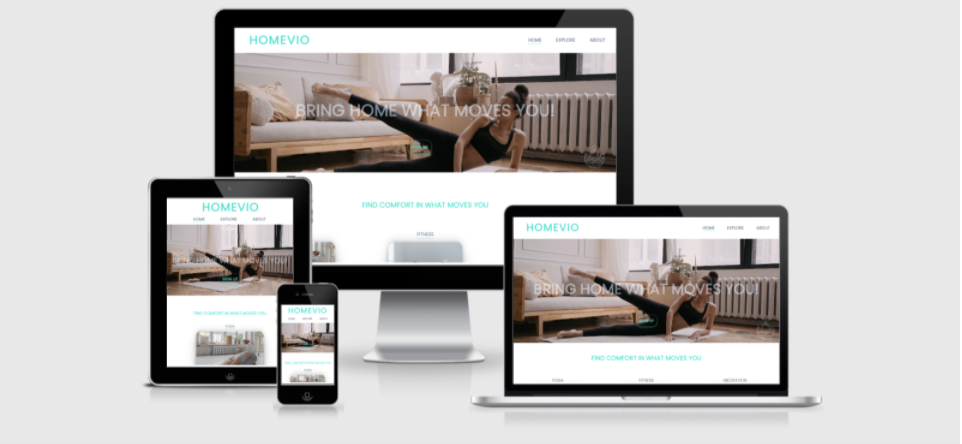 HOMEVIO
HOME EXPLORE ABOUT
BRING HOME WHAT MOVES YOU!
SIGN UP
FIND COMFORT IN WHAT MOVES YOU
FITNESS
HOMEVIO
HOME EXPLORE ABOUT
BRING HOME WHAT MOVES YOU!
SIGN UP
FIND COMFORT IN WHAT MOVES YOU
YOGA
HOMEVIO
HOME EXPLORE ABOUT
FIND COMFORT IN WHAT MOVES YOU
HOMEVIO
HOME EXPLORE ABOUT
BRING HOME WHAT MOVES YOU!
SIGN UP
FIND COMFORT IN WHAT MOVES YOU
YOGA FITNESS MEDITATION